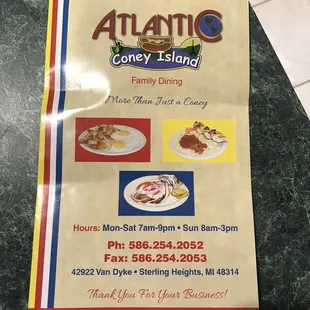 ATLANTIC
Coney Island
Family Dining
More Than Just a Coney
Hours: Mon-Sat 7am-9pm • Sun 8am-3pm
Ph: 586.254.2052
Fax: 586.254.2053
42922 Van Dyke • Sterling Heights, MI 48314
Thank You For Your Business!